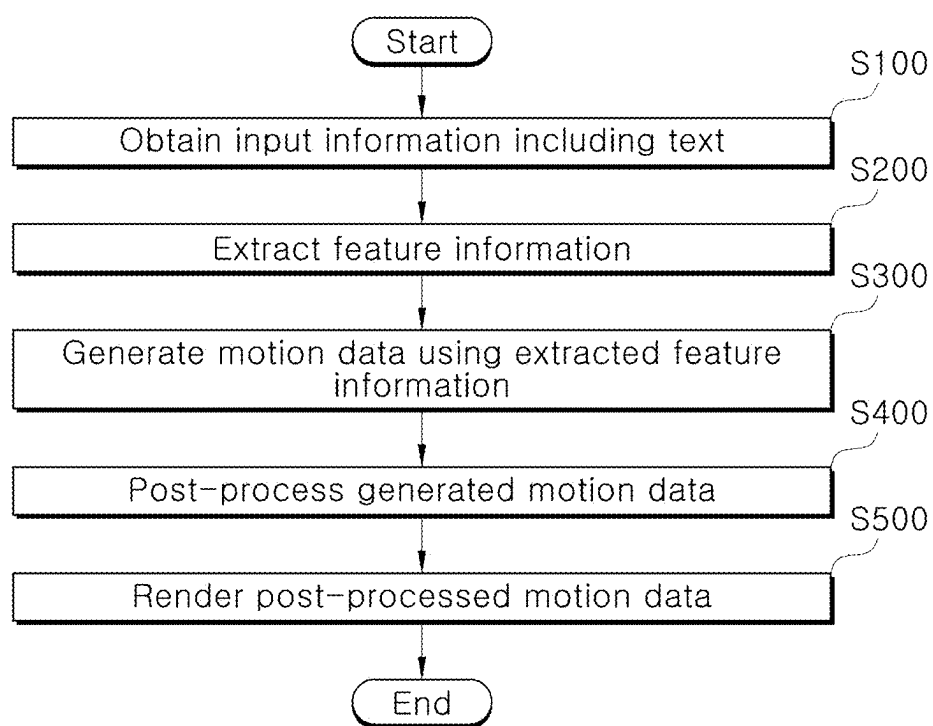 Start
S100
Obtain input information including text
S200
Extract feature information
S300
Generate motion data using extracted feature
information
S400
Post-process generated motion data
S500
Render post-processed motion data
End